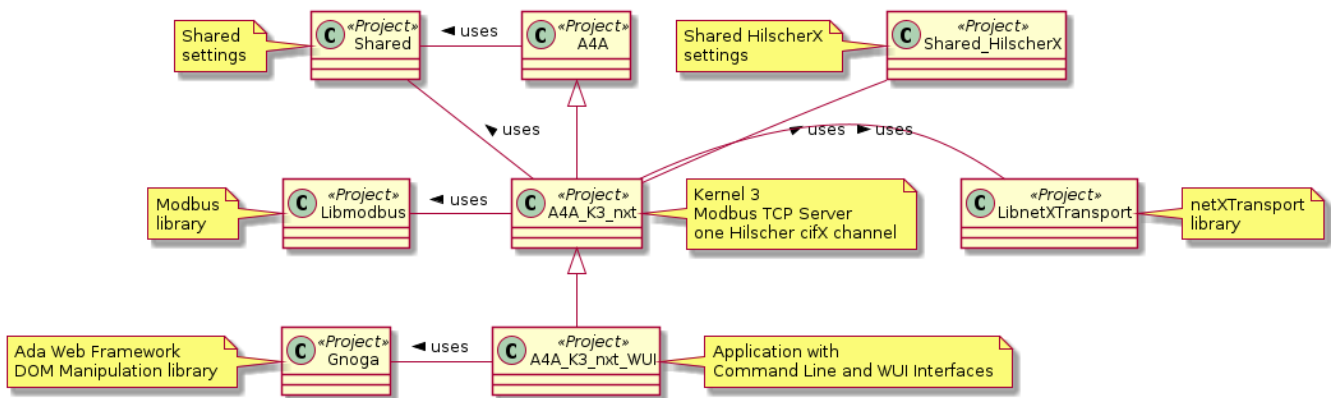 Shared
settings
C
«Project»
Shared
◄ uses
C
«Project»
A4A
Shared HilscherX
settings
C
«Project»
Shared_HilscherX
uses
uses
► uses
Modbus
library
C
«Project»
Libmodbus
◄ uses
C
«Project»
A4A_K3_nxt
Kernel 3
Modbus TCP Server
one Hilscher cifX channel
C
«Project»
LibnetXTransport
netXTransport
library
Ada Web Framework
DOM Manipulation library
C
«Project»
Gnoga
◄ uses
C
«Project»
A4A_K3_nxt_WUI
Application with
Command Line and WUI Interfaces